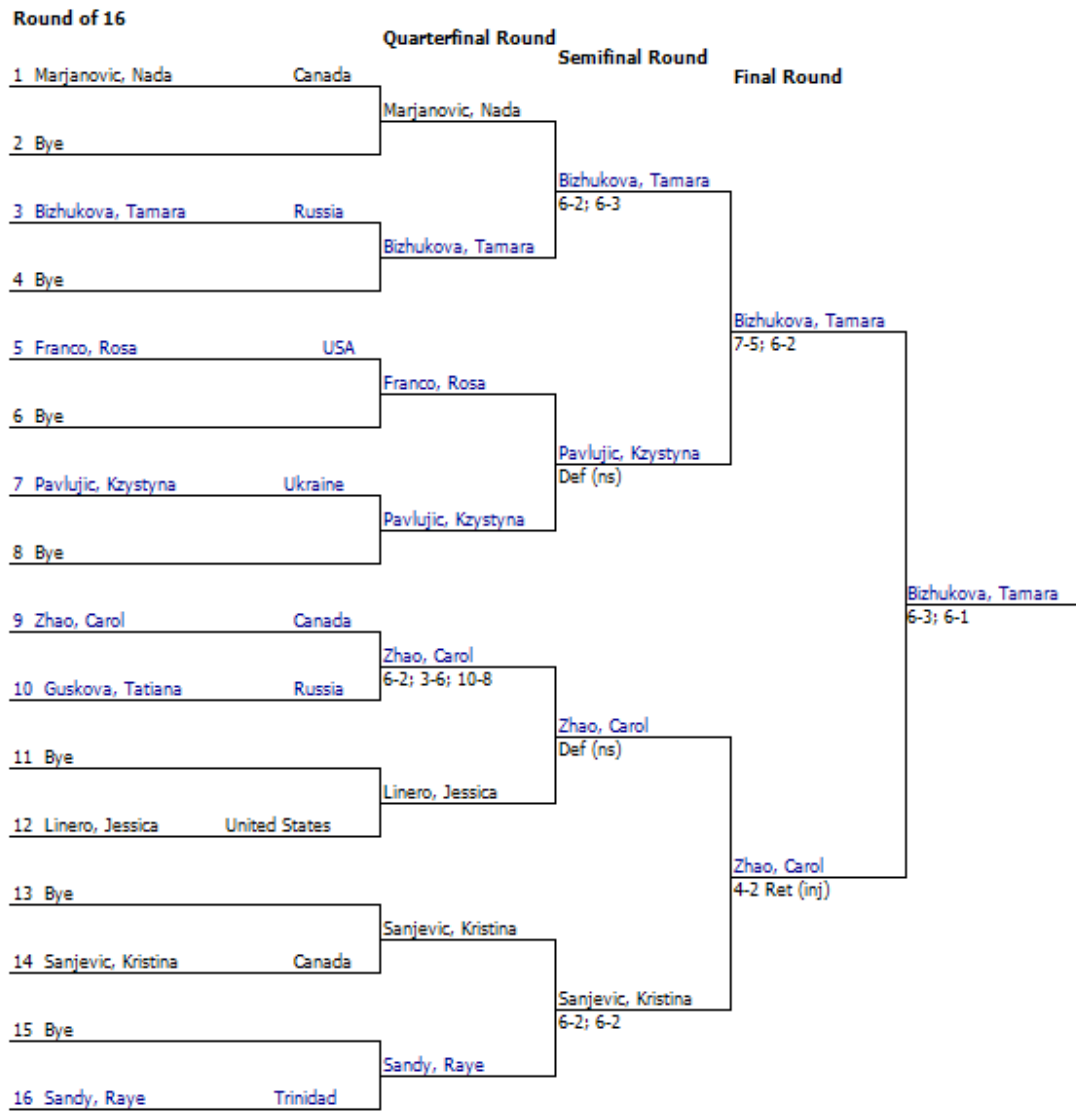 Round of 16
Quarterfinal Round
Semifinal Round
Final Round
1 Marjanovic, Nada Canada
Marjanovic, Nada
2 Bye
Bizhukova, Tamara
6-2; 6-3
3 Bizhukova, Tamara Russia
Bizhukova, Tamara
4 Bye
Bizhukova, Tamara
7-5; 6-2
5 Franco, Rosa USA
Franco, Rosa
6 Bye
Pavlujic, Kzystyna
Def (ns)
7 Pavlujic, Kzystyna Ukraine
Pavlujic, Kzystyna
8 Bye
Bizhukova, Tamara
6-3; 6-1
9 Zhao, Carol Canada
Zhao, Carol
6-2; 3-6; 10-8
10 Guskova, Tatiana Russia
Zhao, Carol
Def (ns)
11 Bye
Linero, Jessica
12 Linero, Jessica United States
Zhao, Carol
4-2 Ret (inj)
13 Bye
Sanjevic, Kristina
14 Sanjevic, Kristina Canada
Sanjevic, Kristina
6-2; 6-2
15 Bye
Sandy, Raye
16 Sandy, Raye Trinidad